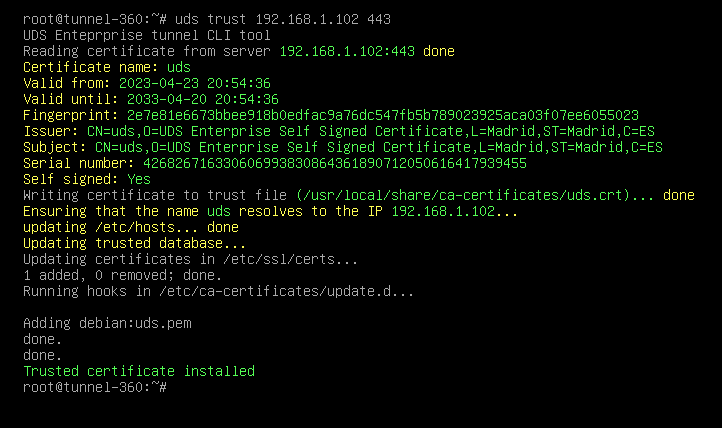 root@tunnel-360:~# uds trust 192.168.1.102 443
UDS Enteprprise tunnel CLI tool
Reading certificate from server 192.168.1.102:443 done
Certificate name: uds
Valid from: 2023-04-23 20:54:36
Valid until: 2033-04-20 20:54:36
Fingerprint: 2e7e81e6673bbee918b0edfac9a76dc547fb5b789023925aca03f07ee6055023
Issuer: CN=uds,O=UDS Enterprise Self Signed Certificate,L=Madrid,ST=Madrid,C=ES
Subject: CN=uds,O=UDS Enterprise Self Signed Certificate,L=Madrid,ST=Madrid,C=ES
Serial number: 426826716330606993830864361890712050616417939455
Self signed: Yes
Writing certificate to trust file (/usr/local/share/ca-certificates/uds.crt)... done
Ensuring that the name uds resolves to the IP 192.168.1.102...
updating /etc/hosts... done
Updating trusted database...
Updating certificates in /etc/ssl/certs...
1 added, 0 removed; done.
Running hooks in /etc/ca-certificates/update.d...
Adding debian:uds.pem
done.
done.
Trusted certificate installed
root@tunnel-360:~#